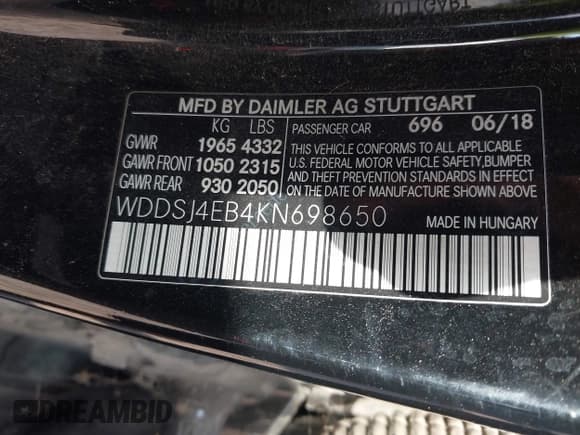 MFD BY DAIMLER AG STUTTGART
KG LBS PASSENGER CAR 696 06/18
GVWR 1965 4332
GAWR FRONT 1050 2315
GAWR REAR 930 2050
THIS VEHICLE CONFORMS TO ALL APPLICABLE
U.S. FEDERAL MOTOR VEHICLE SAFETY,BUMPER
AND THEFT PREVENTION STANDARDS IN EFFECT
ON THE DATE OF MANUFACTURE SHOWN ABOVE.
WDDSJ4EB4KN698650 MADE IN HUNGARY
DREAMBID